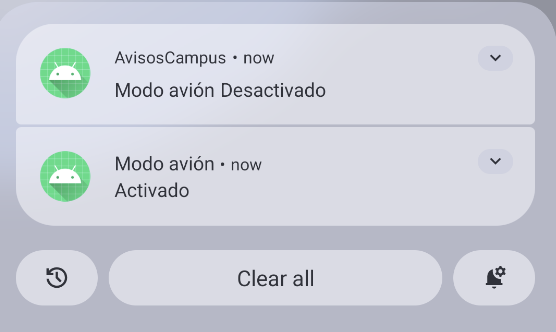 AvisosCampus • now
Modo avión Desactivado
Modo avión • now
Activado
Clear all